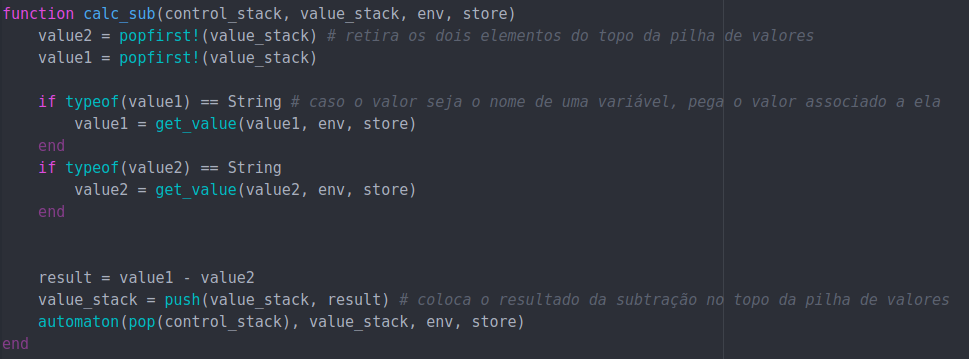 function calc_sub(control_stack, value_stack, env, store)
    value2 = popfirst!(value_stack) # retira os dois elementos do topo da pilha de valores
    value1 = popfirst!(value_stack)
    if typeof(value1) == String # caso o valor seja o nome de uma variável, pega o valor associado a ela
        value1 = get_value(value1, env, store)
    end
    if typeof(value2) == String
        value2 = get_value(value2, env, store)
    end
    result = value1 - value2
    value_stack = push(value_stack, result) # coloca o resultado da subtração no topo da pilha de valores
    automaton(pop(control_stack), value_stack, env, store)
end